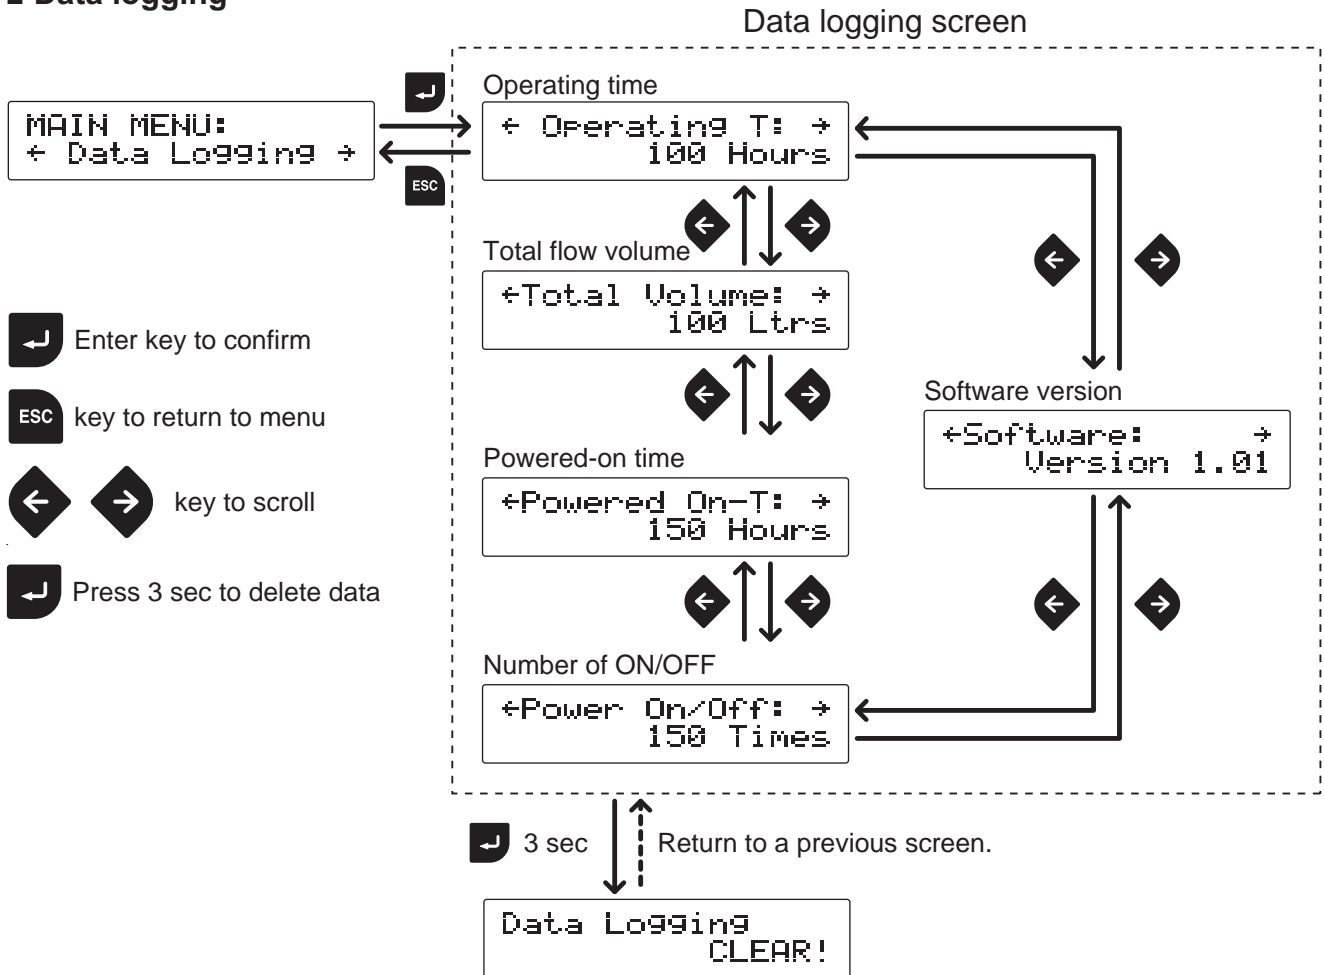 Data logging
Data logging screen
Operating time
MAIN MENU:
← Data Logging →
← Operating T: →
100 Hours
ESC
Total flow volume
←Total Volume: →
100 Ltrs
Enter key to confirm
ESC key to return to menu
key to scroll
Press 3 sec to delete data
Software version
←Software: →
Version 1.01
Powered-on time
←Powered On-T: →
150 Hours
Number of ON/OFF
←Power On/Off: →
150 Times
3 sec
Return to a previous screen.
Data Logging
CLEAR!